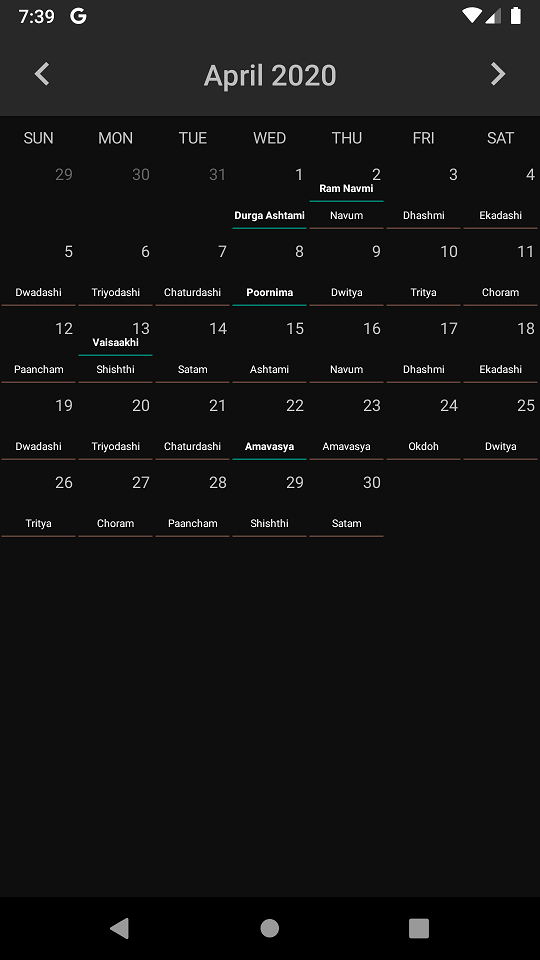 7:39 G
April 2020
SUN MON TUE WED THU FRI SAT
29 30 31 1 2 3 4
Ram Navmi
Durga Ashtami Navum Dhashmi Ekadashi
5 6 7 8 9 10 11
Dwadashi Triyodashi Chaturdashi Poornima Dwitya Tritya Choram
12 13 14 15 16 17 18
Vaisaakhi
Paancham Shishthi Satam Ashtami Navum Dhashmi Ekadashi
19 20 21 22 23 24 25
Dwadashi Triyodashi Chaturdashi Amavasya Amavasya Okdoh Dwitya
26 27 28 29 30
Tritya Choram Paancham Shishthi Satam